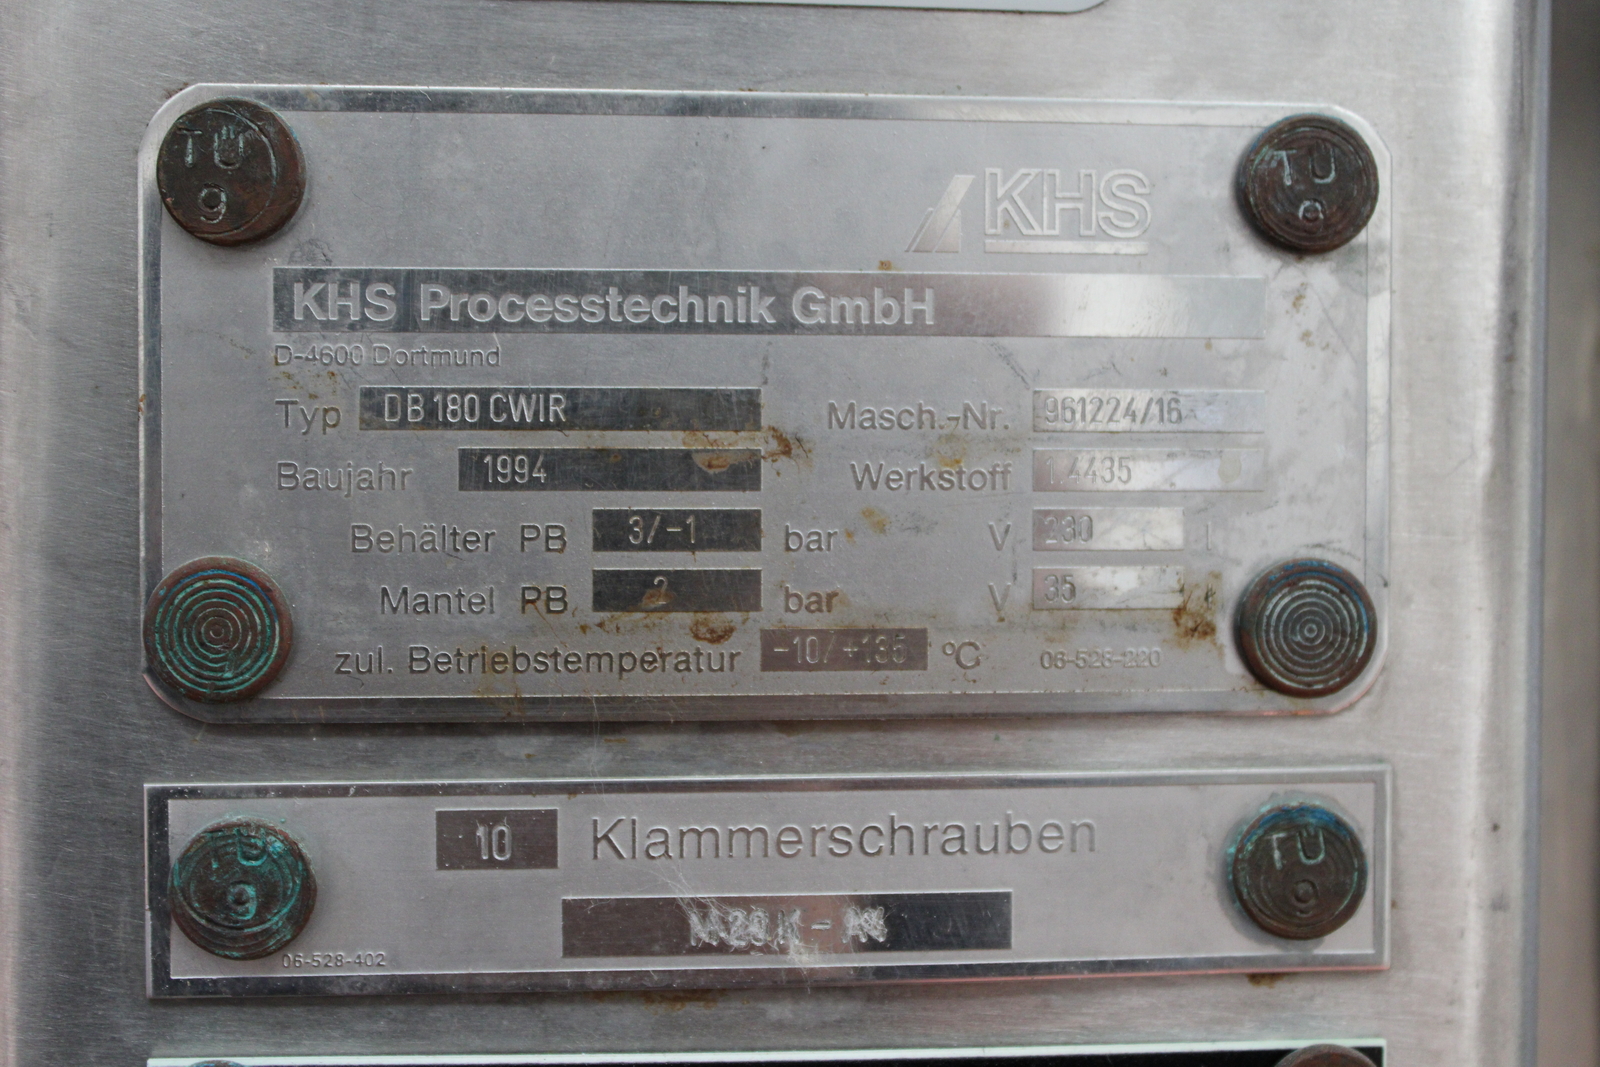 TÜ
9
TÜ
9
KHS
KHS Processtechnik GmbH
D-4600 Dortmund
Typ DB 180 CWIR Masch.-Nr. 961224/16
Baujahr 1994 Werkstoff 1.4435
Behälter PB 3/-1 bar V 230 l
Mantel PB 2 bar V 35 l
zul. Betriebstemperatur -10/+135 °C 06-528-220
TÜ
9
10 Klammerschrauben
TÜ
9
06-528-402